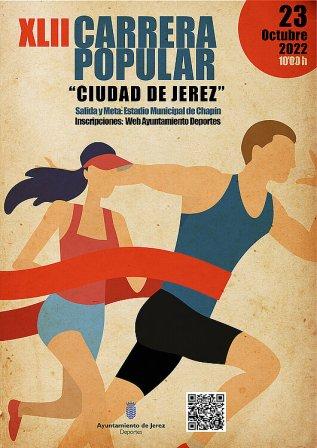 XLII CARRERA
POPULAR
"CIUDAD DE JEREZ"
Salida y Meta: Estadio Municipal de Chapín
Inscripciones: Web Ayuntamiento Deportes
23
Octubre
2022
10'00 h
Ayuntamiento de Jerez
Deportes